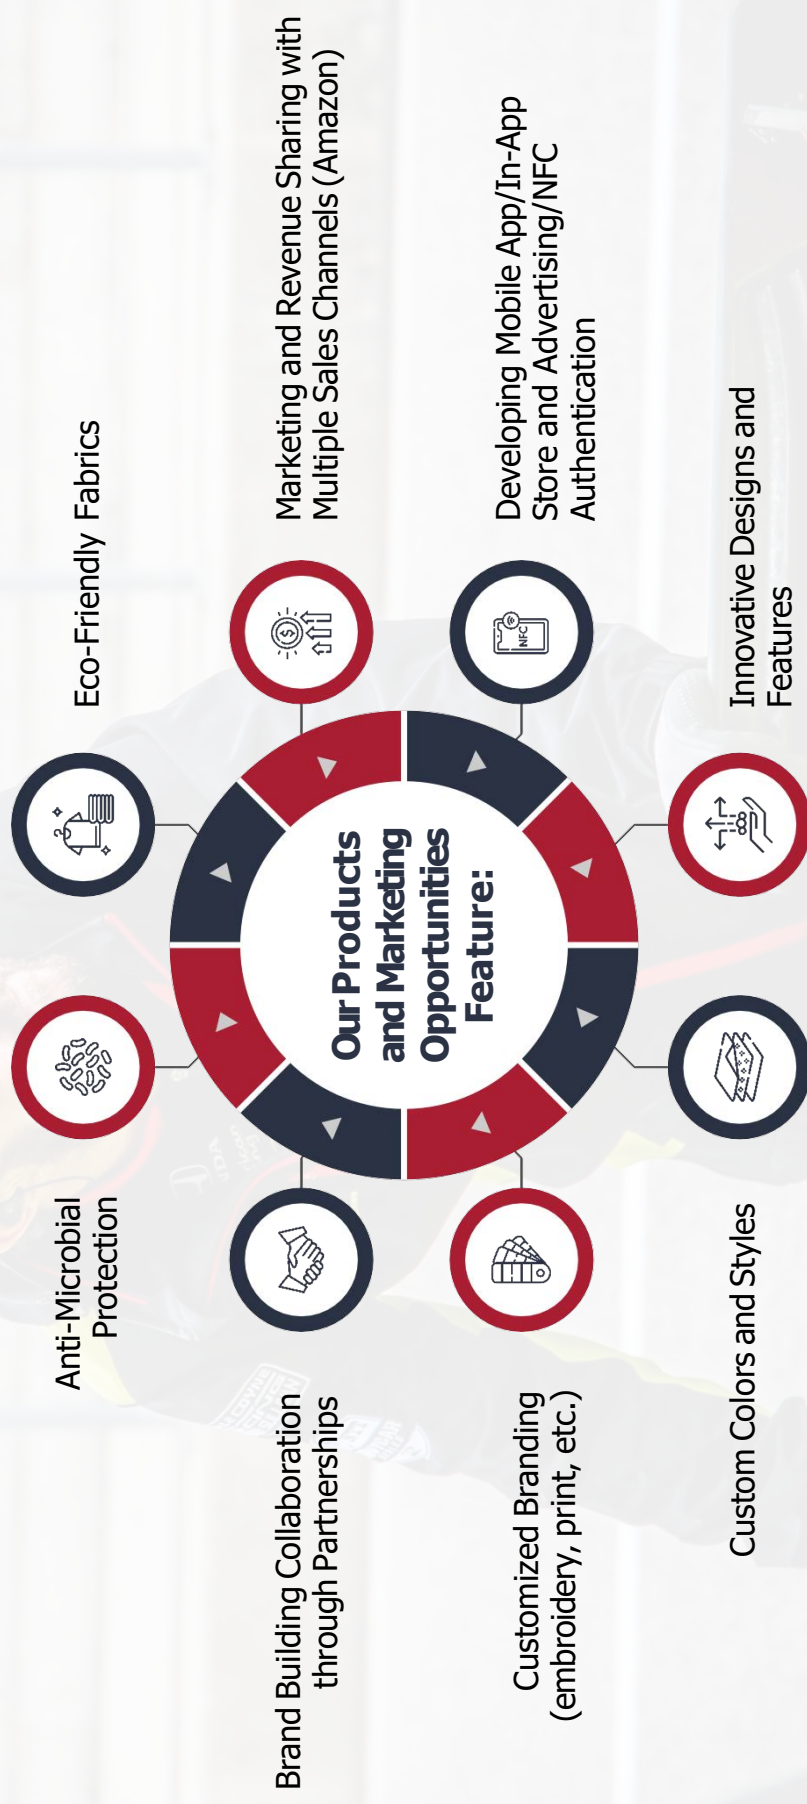 Our Products
and Marketing
Opportunities
Feature:
Anti-Microbial
Protection
Eco-Friendly Fabrics
Brand Building Collaboration
through Partnerships
Marketing and Revenue Sharing with
Multiple Sales Channels (Amazon)
Customized Branding
(embroidery, print, etc.)
Developing Mobile App/In-App
Store and Advertising/NFC
Authentication
NFC
Custom Colors and Styles
Innovative Designs and
Features